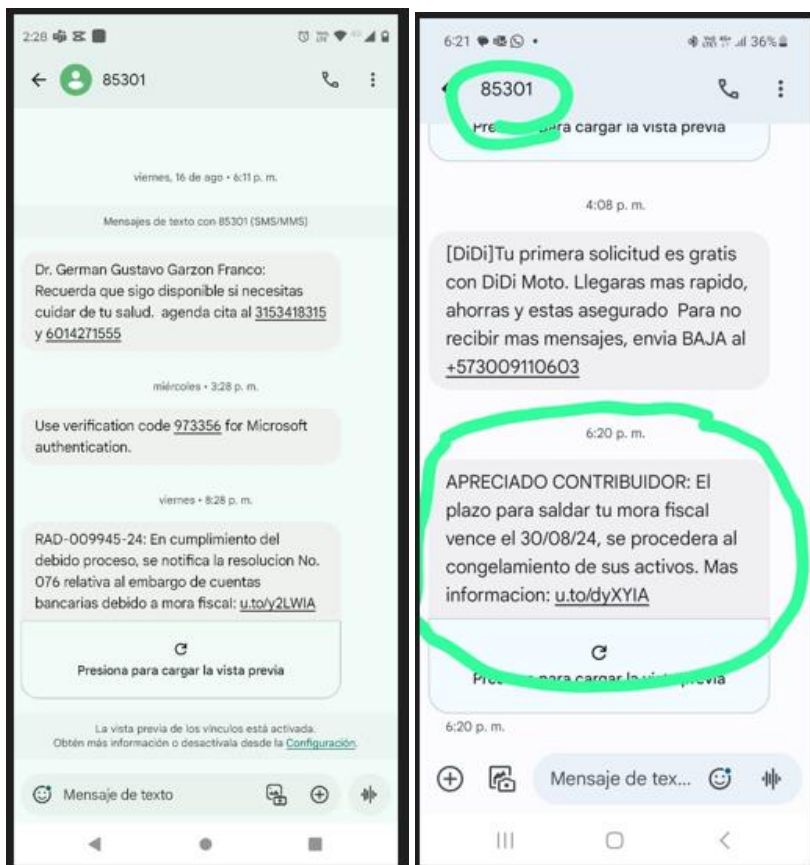 2:28
85301
viernes, 16 de ago • 6:11 p. m.
Mensajes de texto con 85301 (SMS/MMS)
Dr. German Gustavo Garzon Franco:
Recuerda que sigo disponible si necesitas
cuidar de tu salud. agenda cita al 3153418315
y 6014271555
miércoles • 3:28 p. m.
Use verification code 973356 for Microsoft
authentication.
viernes • 8:28 p. m.
RAD-009945-24: En cumplimiento del
debido proceso, se notifica la resolucion No.
076 relativa al embargo de cuentas
bancarias debido a mora fiscal: u.to/y2LWIA
Presiona para cargar la vista previa
La vista previa de los vínculos está activada.
Obtén más información o desactívala desde la Configuración.
Mensaje de texto
6:21
36%
85301
para cargar la vista previa
4:08 p. m.
[DiDi]Tu primera solicitud es gratis
con DiDi Moto. Llegaras mas rapido,
ahorras y estas asegurado Para no
recibir mas mensajes, envia BAJA al
+573009110603
6:20 p. m.
APRECIADO CONTRIBUIDOR: El
plazo para saldar tu mora fiscal
vence el 30/08/24, se procedera al
congelamiento de sus activos. Mas
informacion: u.to/dyXYIA
cargar la vista previa
6:20 p. m.
Mensaje de tex...